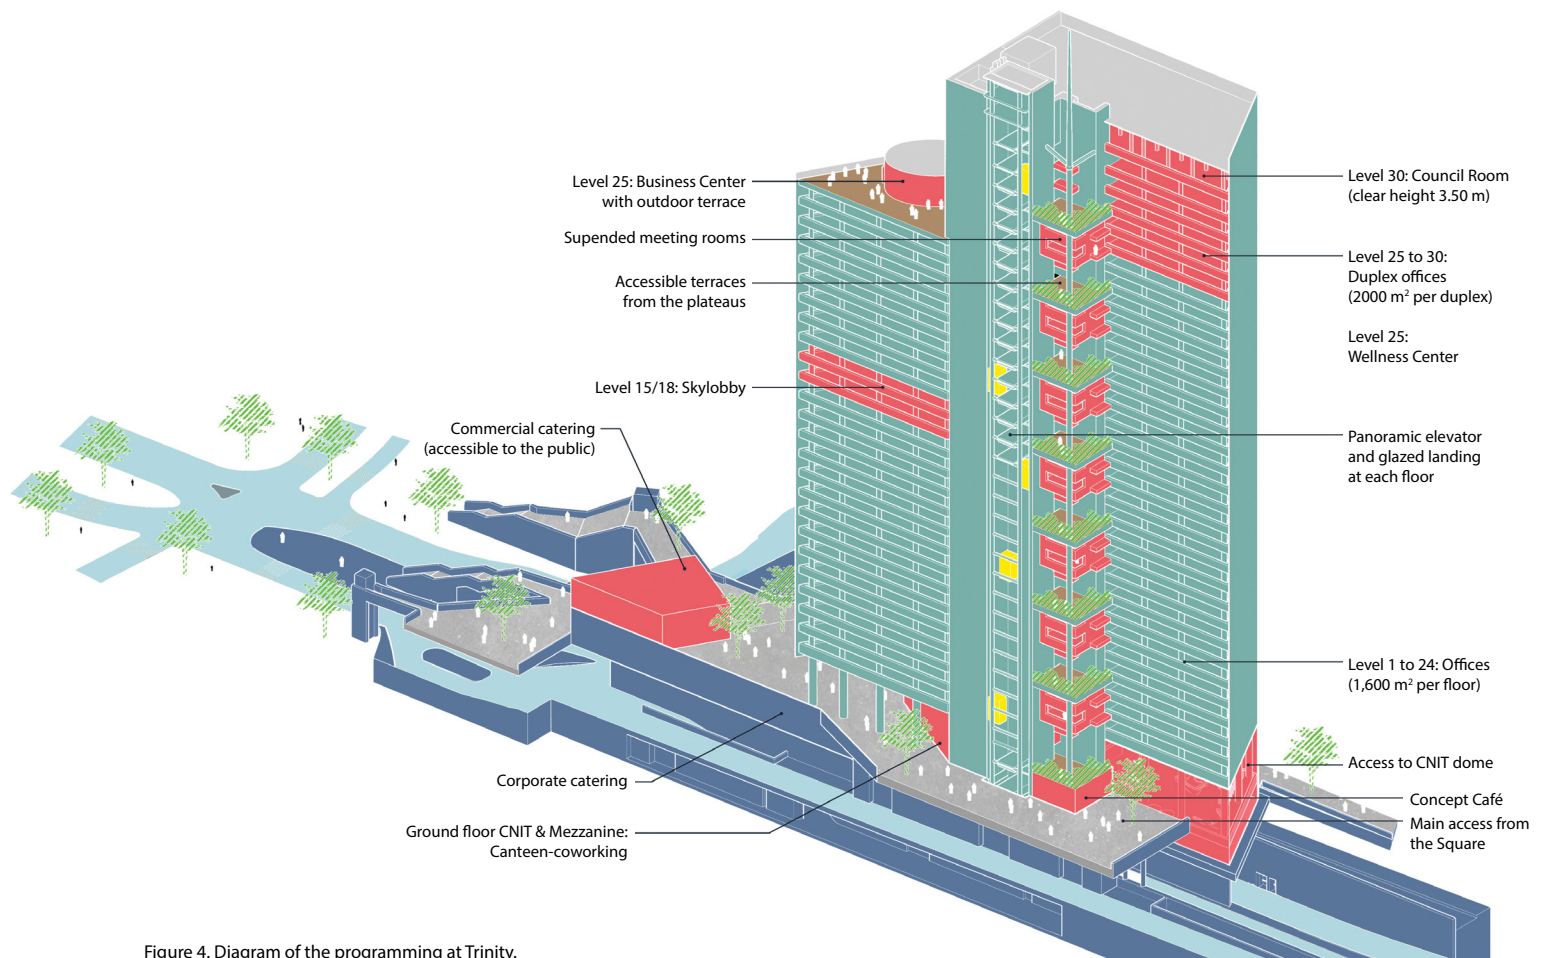 Level 25: Business Center
with outdoor terrace
Supended meeting rooms
Accessible terraces
from the plateaus
Level 15/18: Skylobby
Commercial catering
(accessible to the public)
Corporate catering
Ground floor CNIT & Mezzanine:
Canteen-coworking
Level 30: Council Room
(clear height 3.50 m)
Level 25 to 30:
Duplex offices
(2000 m² per duplex)
Level 25:
Wellness Center
Panoramic elevator
and glazed landing
at each floor
Level 1 to 24: Offices
(1,600 m² per floor)
Access to CNIT dome
Concept Café
Main access from
the Square
Figure 4. Diagram of the programming at Trinity.